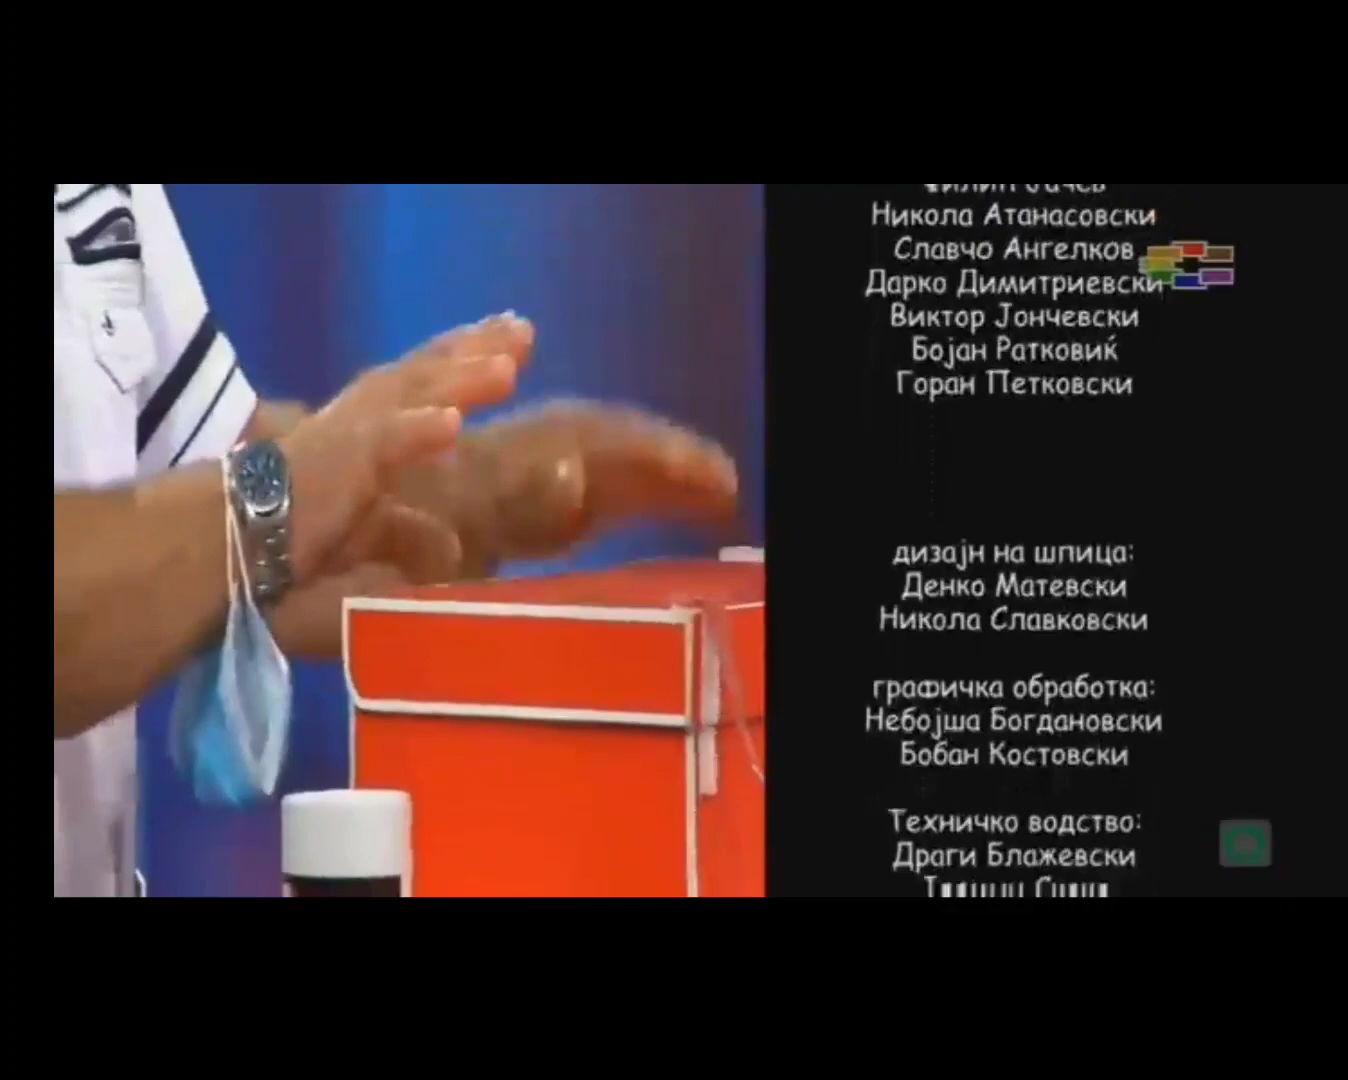 Никола Атанасовски
Славчо Ангелков
Дарко Димитриевски
Виктор Јончевски
Бојан Ратковиќ
Горан Петковски
дизајн на шпица:
Денко Матевски
Никола Славковски
графичка обработка:
Небојша Богдановски
Бобан Костовски
Техничко водство:
Драги Блажевски